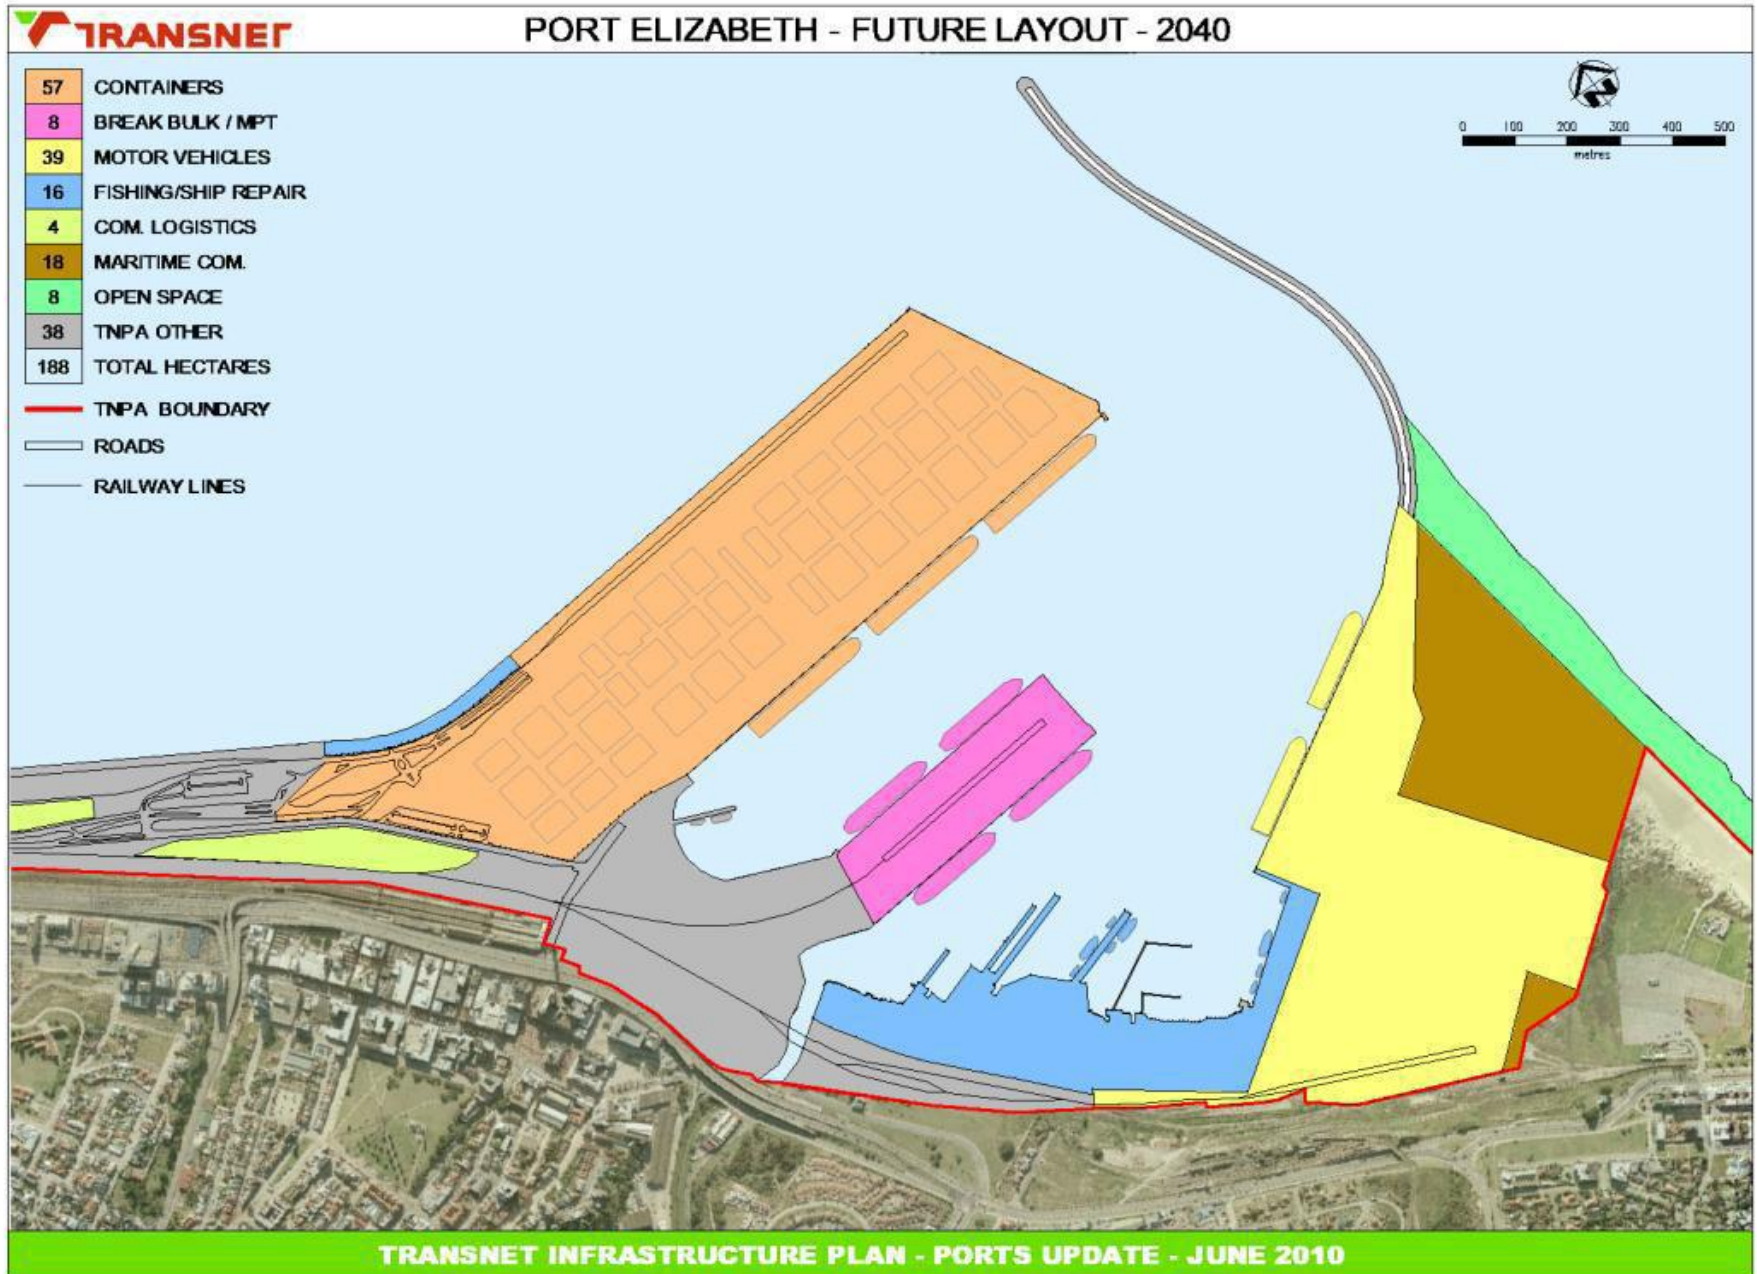 TRANSNET
PORT ELIZABETH - FUTURE LAYOUT - 2040
57 CONTAINERS
8 BREAK BULK / MPT
39 MOTOR VEHICLES
16 FISHING/SHIP REPAIR
4 COM. LOGISTICS
18 MARITIME COM.
8 OPEN SPACE
38 TNPA OTHER
188 TOTAL HECTARES
TNPA BOUNDARY
ROADS
RAILWAY LINES
0 100 200 300 400 500
metres
TRANSNET INFRASTRUCTURE PLAN - PORTS UPDATE - JUNE 2010